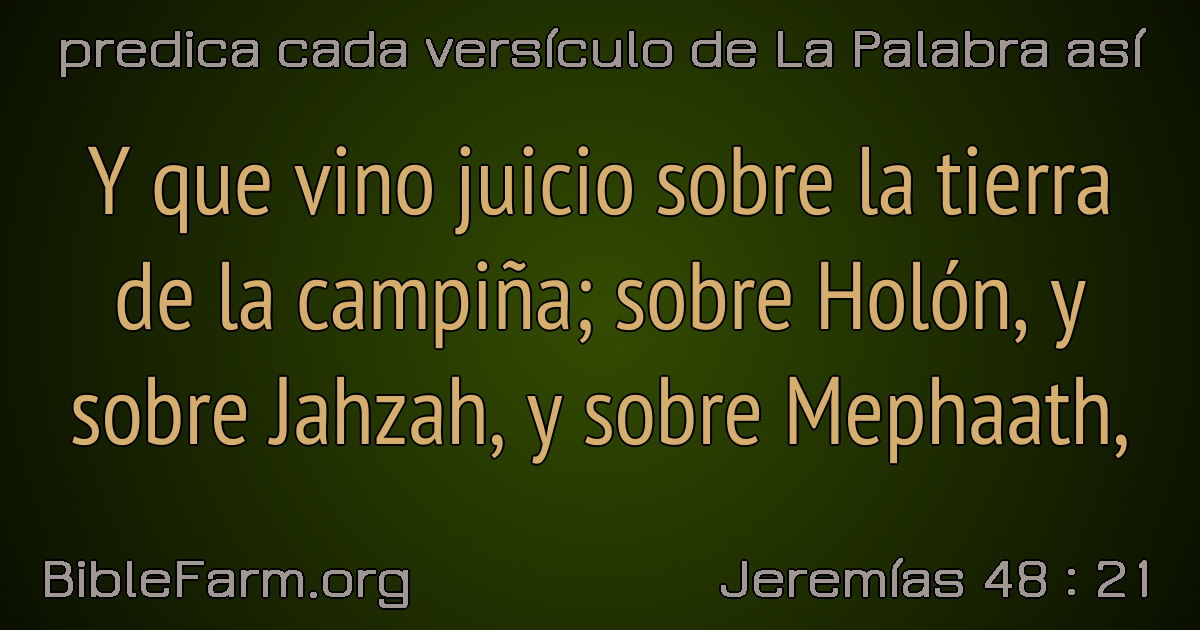 predica cada versículo de La Palabra así
Y que vino juicio sobre la tierra
de la campiña; sobre Holón, y
sobre Jahzah, y sobre Mephaath,
BibleFarm.org
Jeremías 48 : 21